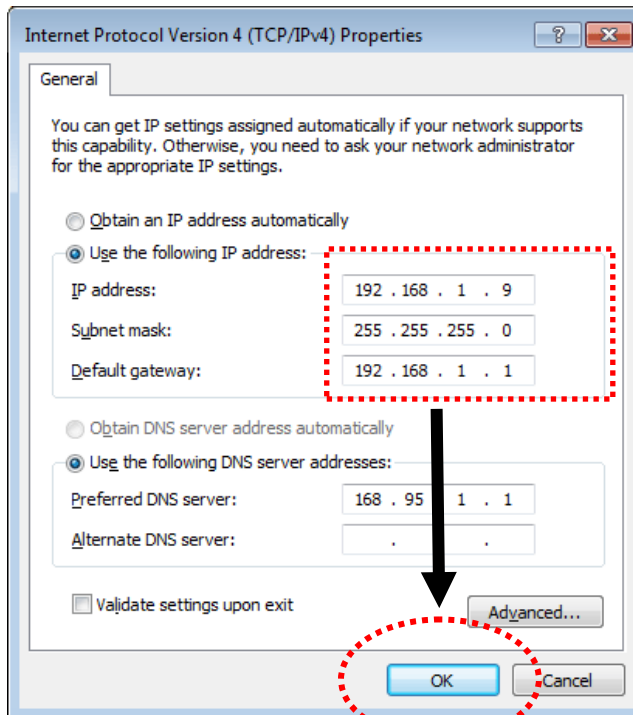 Internet Protocol Version 4 (TCP/IPv4) Properties
General
You can get IP settings assigned automatically if your network supports
this capability. Otherwise, you need to ask your network administrator
for the appropriate IP settings.
Obtain an IP address automatically
Use the following IP address:
IP address: 192 . 168 . 1 . 9
Subnet mask: 255 . 255 . 255 . 0
Default gateway: 192 . 168 . 1 . 1
Obtain DNS server address automatically
Use the following DNS server addresses:
Preferred DNS server: 168 . 95 1 . 1
Alternate DNS server: . .
Validate settings upon exit
Advanced...
OK Cancel